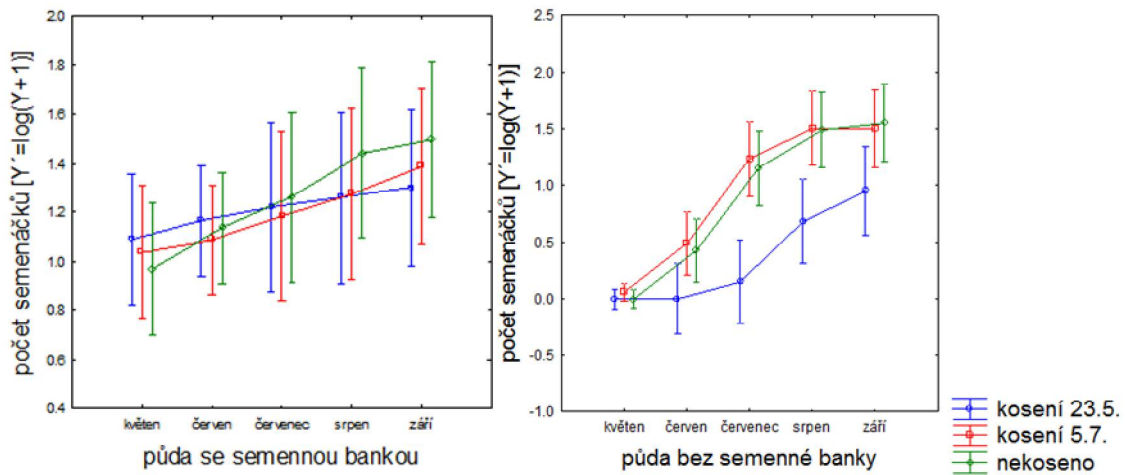 počet semenáčků [Y´=log(Y+1)]
2.0
1.8
1.6
1.4
1.2
1.0
0.8
0.6
0.4
květen červen červenec srpen září
půda se semennou bankou
počet semenáčků [Y´=log(Y+1)]
2.5
2.0
1.5
1.0
0.5
0.0
-0.5
-1.0
květen červen červenec srpen září
půda bez semenné banky
kosení 23.5.
kosení 5.7.
nekoseno